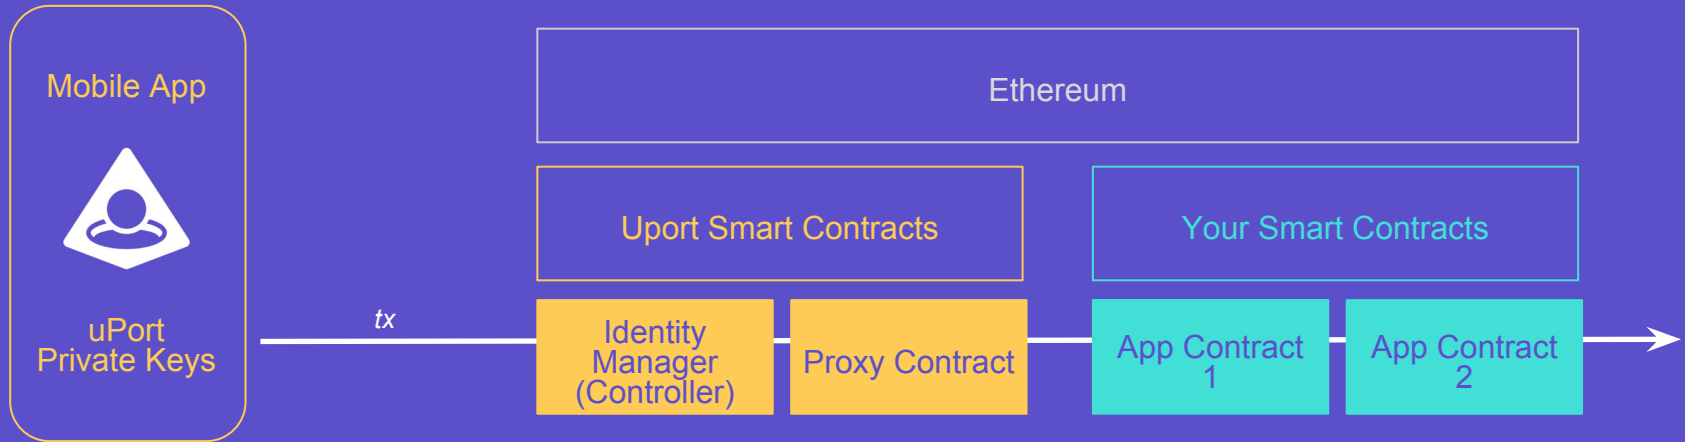 Mobile App
uPort
Private Keys
tx
Ethereum
Uport Smart Contracts
Your Smart Contracts
Identity
Manager
(Controller)
Proxy Contract
App Contract
1
App Contract
2